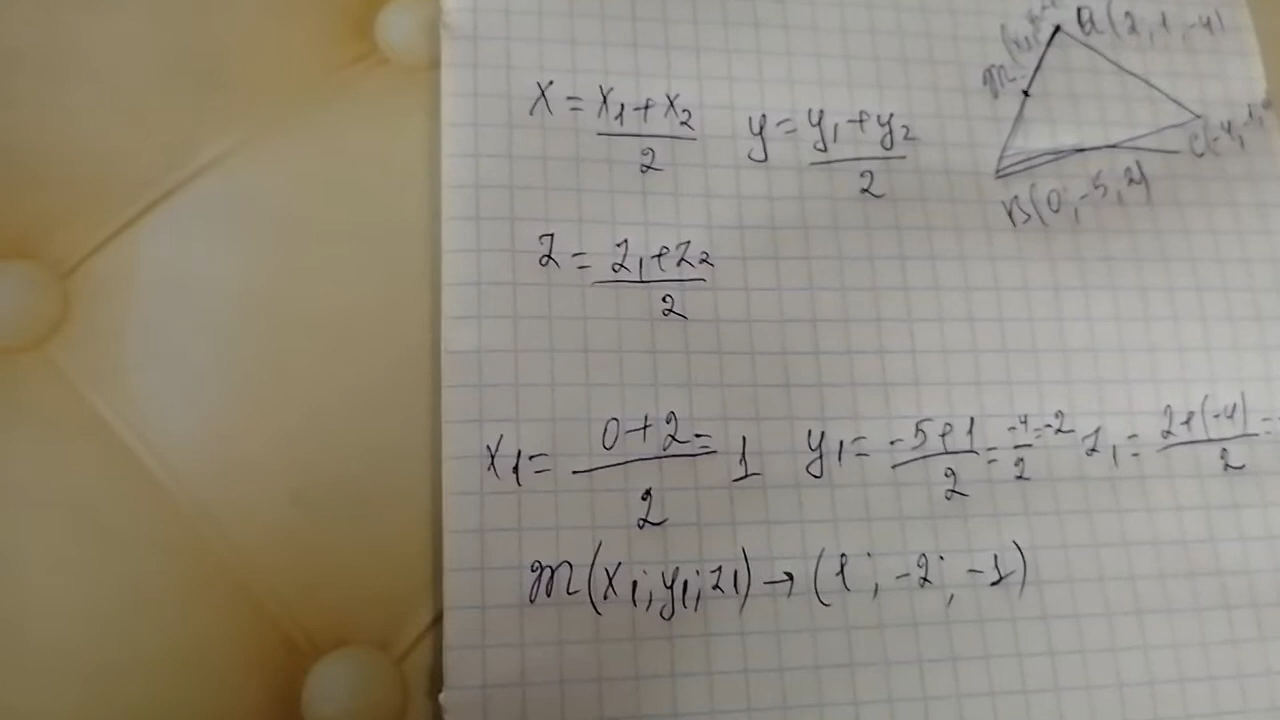 A(2, 1, -4)
M
C(-4, -1,
B(0, -5, 2)
x = x₁+x₂/2 y = y₁+y₂/2
z = z₁+z₂/2
x₁ = 0+2/2 = 1 y₁ = -5+1/2 = -4/2 = -2 z₁ = 2+(-4)/2 =
M(x₁; y₁; z₁) → (1; -2; -1)